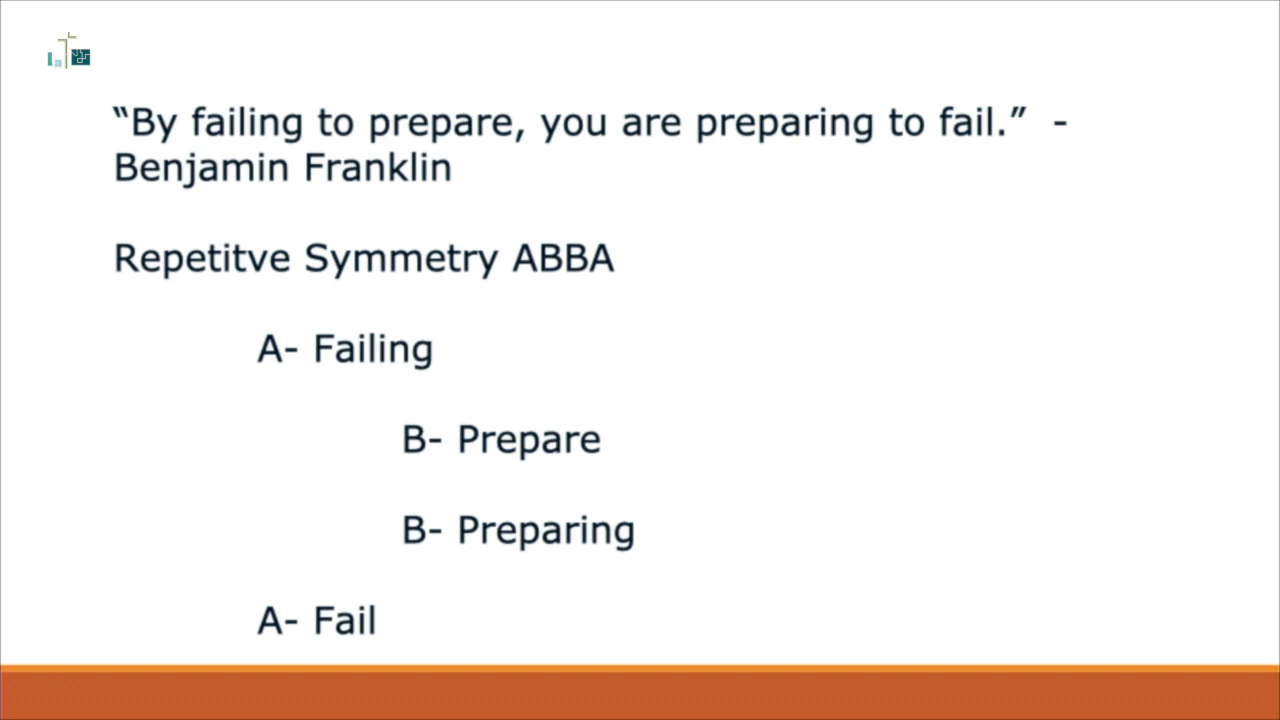 “By failing to prepare, you are preparing to fail.” -
Benjamin Franklin
Repetitve Symmetry ABBA
A- Failing
B- Prepare
B- Preparing
A- Fail